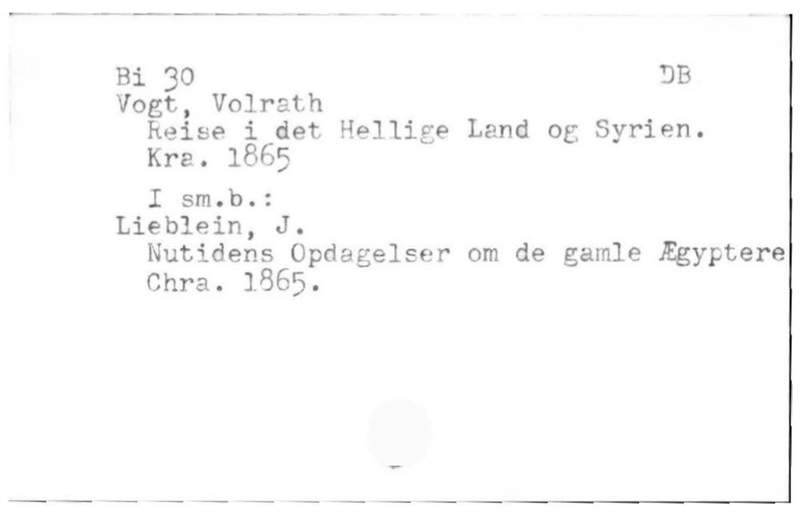 Bi 30 DB
Vogt, Volrath
Reise i det Hellige Land og Syrien.
Kra. 1865
I sm.b.:
Lieblein, J.
Nutidens Opdagelser om de gamle Ægyptere
Chra. 1865.